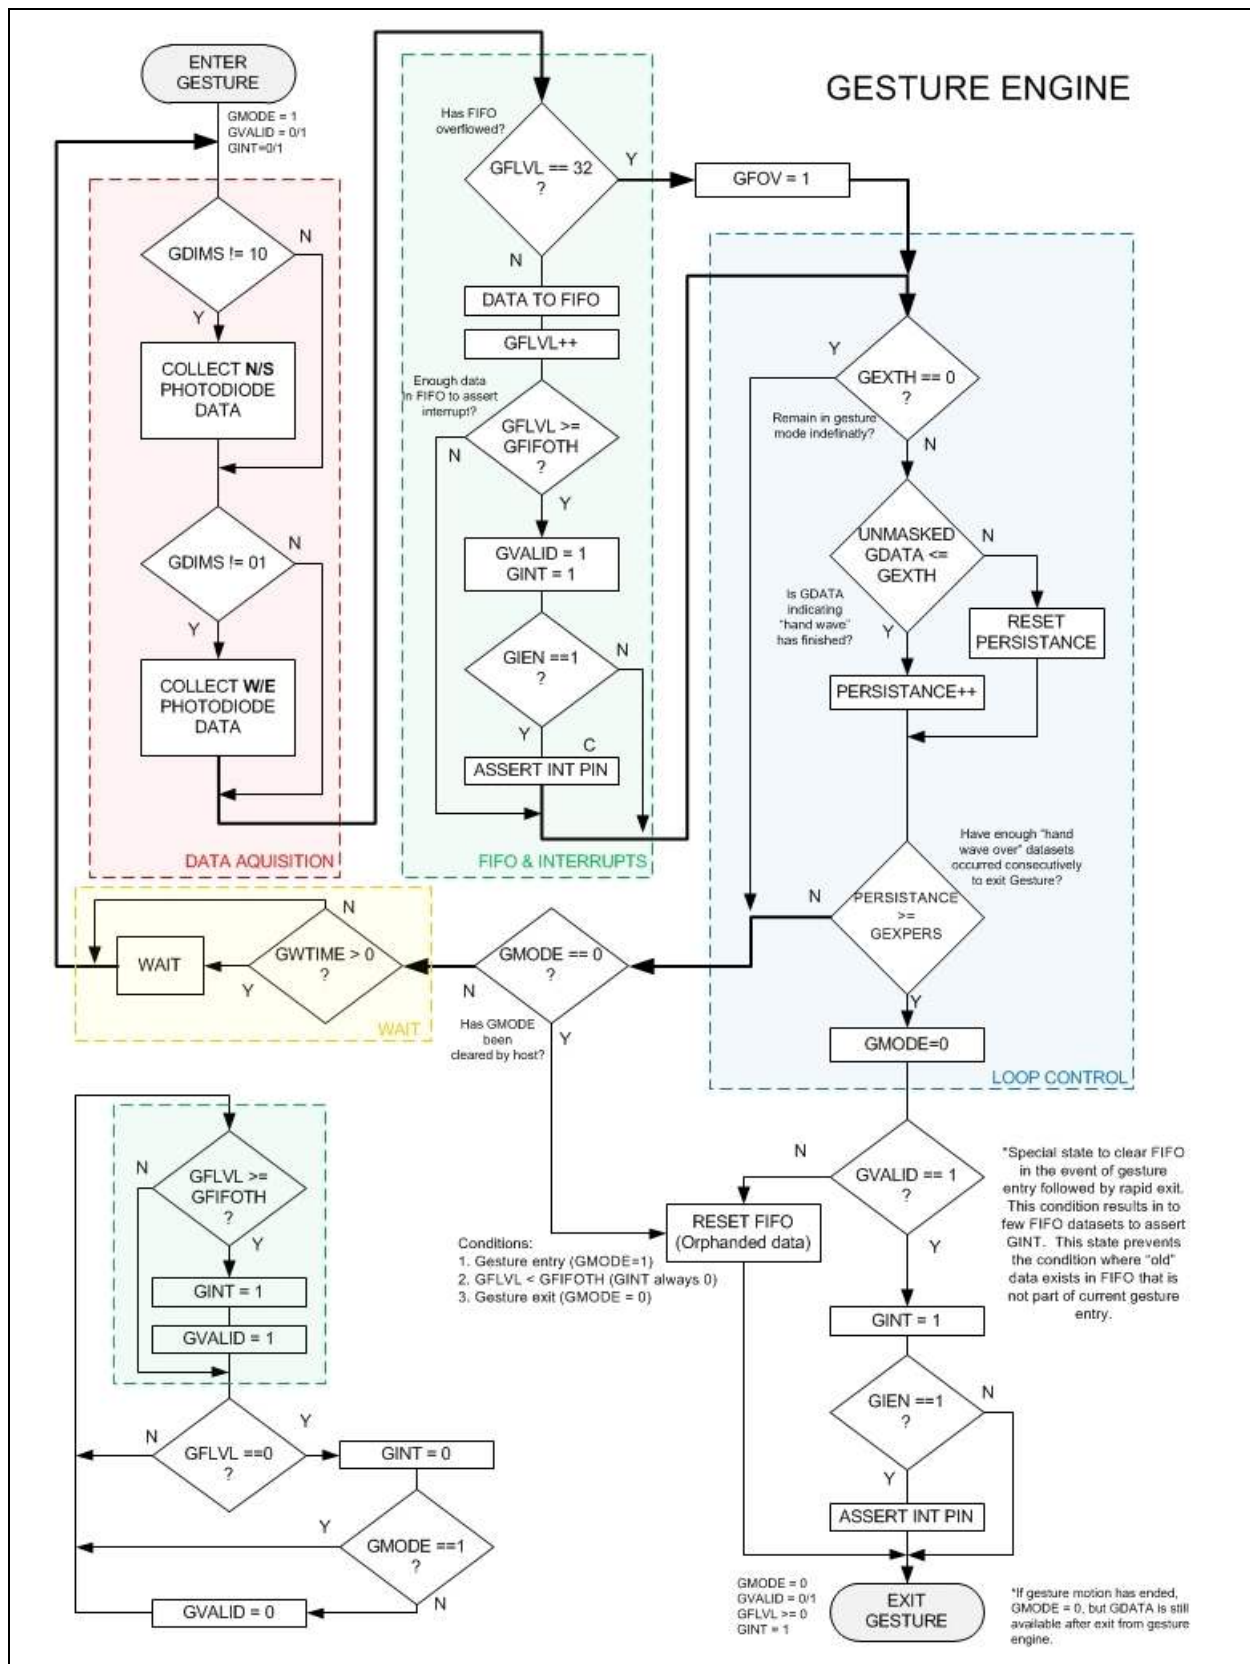 GESTURE ENGINE
ENTER
GESTURE
GMODE = 1
GVALID = 0/1
GINT=0/1
GDIMS != 10
N
Y
COLLECT N/S
PHOTODIODE
DATA
GDIMS != 01
N
Y
COLLECT W/E
PHOTODIODE
DATA
DATA AQUISITION
Has FIFO
overflowed?
GFLVL == 32
?
Y
N
GFOV = 1
DATA TO FIFO
GFLVL++
Enough data
in FIFO to assert
interrupt?
GFLVL >=
GFIFOTH
?
N
Y
GVALID = 1
GINT = 1
GIEN ==1
?
N
Y
C
ASSERT INT PIN
FIFO & INTERRUPTS
Y
GEXTH == 0
?
Remain in gesture
mode indefinatly?
N
UNMASKED
GDATA <=
GEXTH
N
Is GDATA
indicating
"hand wave"
has finished?
Y
RESET
PERSISTANCE
PERSISTANCE++
Have enough "hand
wave over" datasets
occurred consecutively
to exit Gesture?
N
PERSISTANCE
>=
GEXPERS
Y
GMODE=0
LOOP CONTROL
N
GWTIME > 0
?
Y
WAIT
WAIT
GMODE == 0
?
N
Has GMODE
been
cleared by host?
Y
N
GVALID == 1
?
Y
"Special state to clear FIFO
in the event of gesture
entry followed by rapid exit.
This condition results in to
few FIFO datasets to assert
GINT. This state prevents
the condition where "old"
data exists in FIFO that is
not part of current gesture
entry.
RESET FIFO
(Orphanded data)
Conditions:
1. Gesture entry (GMODE=1)
2. GFLVL < GFIFOTH (GINT always 0)
3. Gesture exit (GMODE = 0)
GINT = 1
GIEN ==1
?
N
Y
ASSERT INT PIN
GMODE = 0
GVALID = 0/1
GFLVL >= 0
GINT = 1
EXIT
GESTURE
*If gesture motion has ended,
GMODE = 0, but GDATA is still
available after exit from gesture
engine.
N
GFLVL >=
GFIFOTH
?
Y
GINT = 1
GVALID = 1
N
GFLVL ==0
?
Y
GINT = 0
Y
GMODE ==1
?
N
GVALID = 0